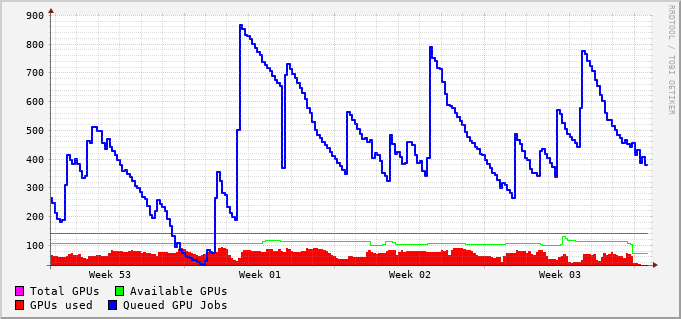 900
800
700
600
500
400
300
200
100
Week 53 Week 01 Week 02 Week 03
Total GPUs Available GPUs
GPUs used Queued GPU Jobs
RRDTOOL / TOBI OETIKER